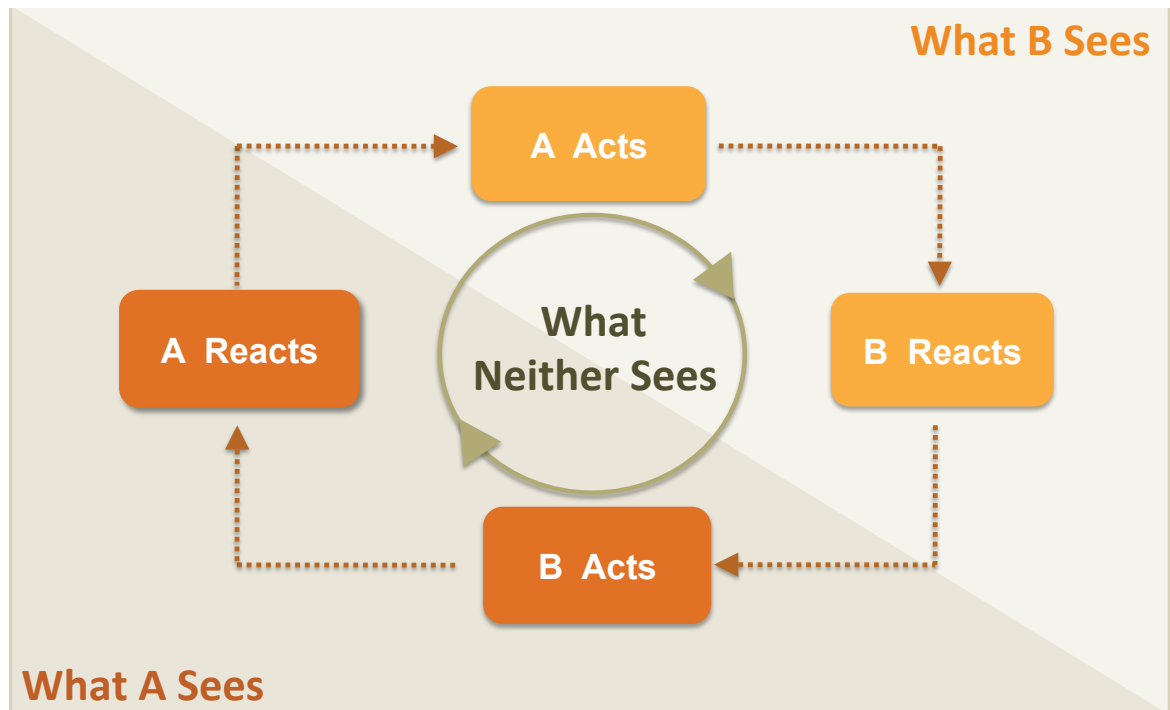 What B Sees
A Acts
What
Neither Sees
A Reacts
B Reacts
B Acts
What A Sees